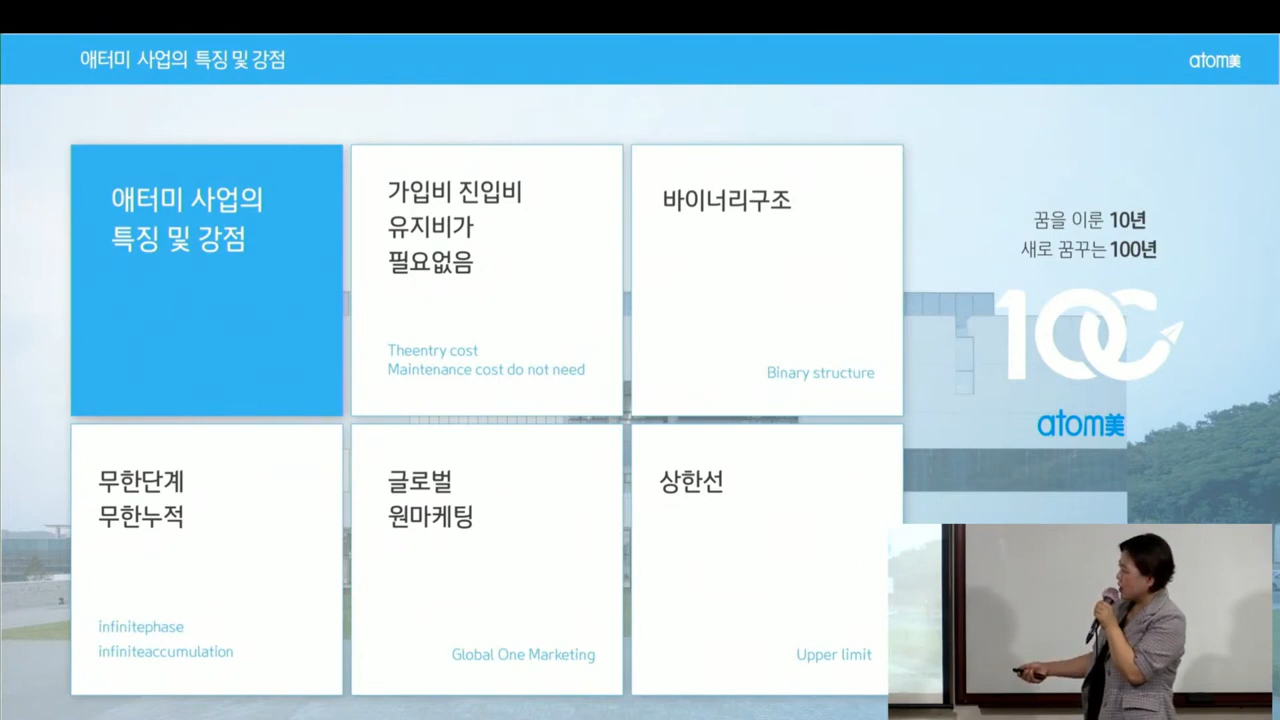 애터미 사업의 특징 및 강점
atom美
애터미 사업의
특징 및 강점
가입비 진입비
유지비가
필요없음
Theentry cost
Maintenance cost do not need
바이너리구조
Binary structure
꿈을 이룬 10년
새로 꿈꾸는 100년
100
atom美
무한단계
무한누적
infinitephase
infiniteaccumulation
글로벌
원마케팅
Global One Marketing
상한선
Upper limit